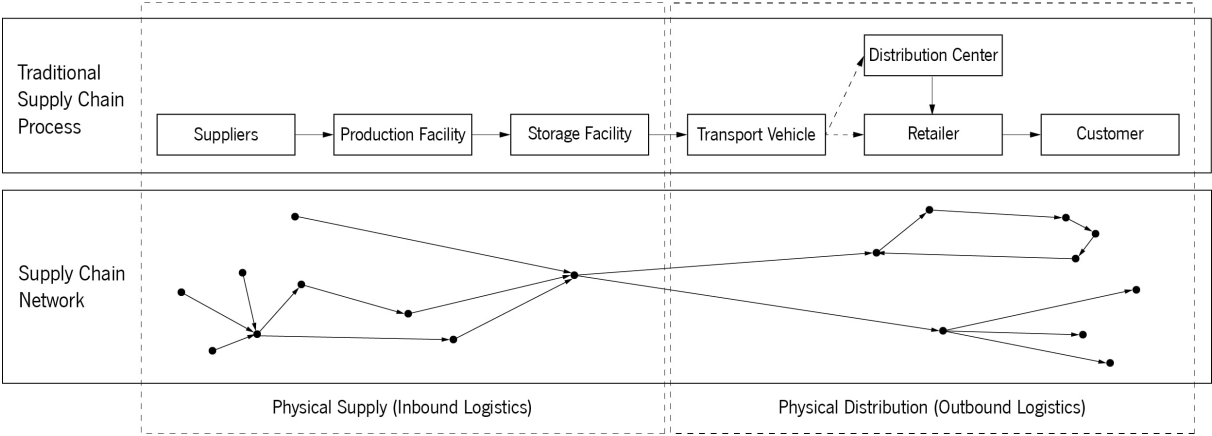 Traditional
Supply Chain
Process
Distribution Center
Suppliers
Production Facility
Storage Facility
Transport Vehicle
Retailer
Customer
Supply Chain
Network
Physical Supply (Inbound Logistics)
Physical Distribution (Outbound Logistics)